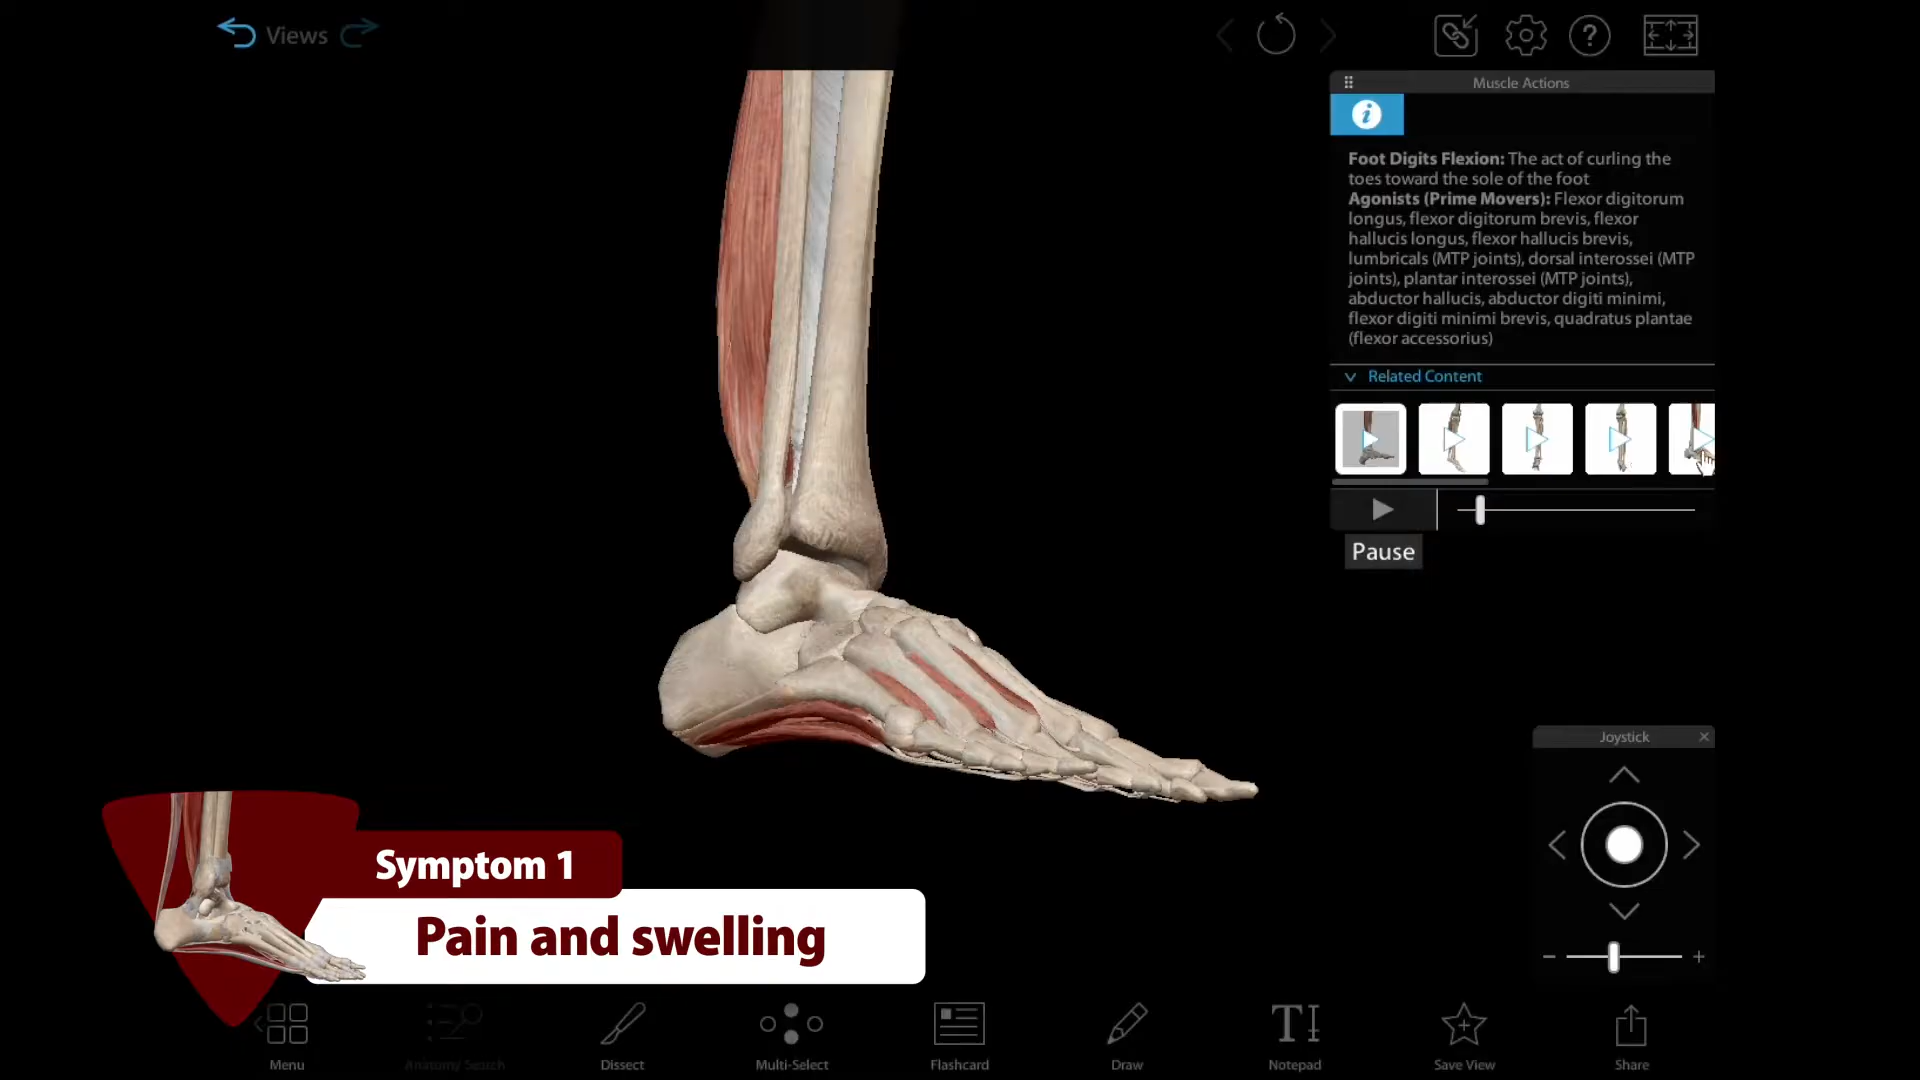 Views
Muscle Actions
Foot Digits Flexion: The act of curling the
toes toward the sole of the foot
Agonists (Prime Movers): Flexor digitorum
longus, flexor digitorum brevis, flexor
hallucis longus, flexor hallucis brevis,
lumbricals (MTP joints), dorsal interossei (MTP
joints), plantar interossei (MTP joints),
abductor hallucis, abductor digiti minimi,
flexor digiti minimi brevis, quadratus plantae
(flexor accessorius)
Related Content
Pause
Joystick
Symptom 1
Pain and swelling
Menu
Anatomy Search
Dissect
Multi-Select
Flashcard
Draw
Notepad
Save View
Share